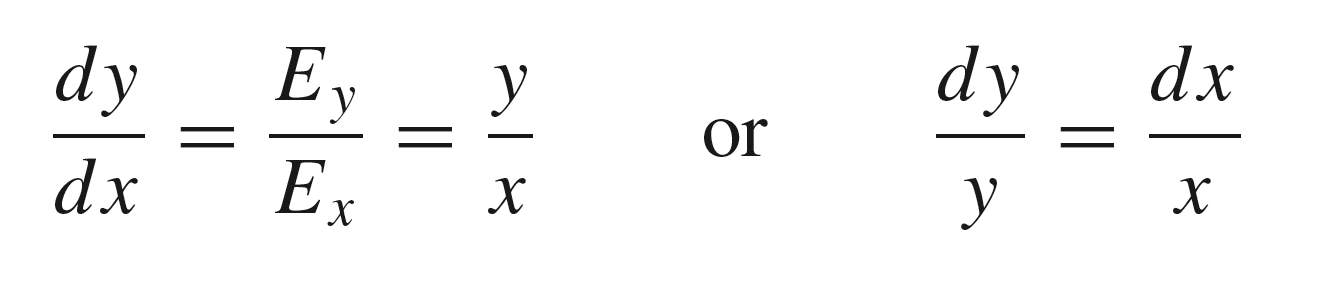 dy/dx = E_y/E_x = y/x or dy/y = dx/x